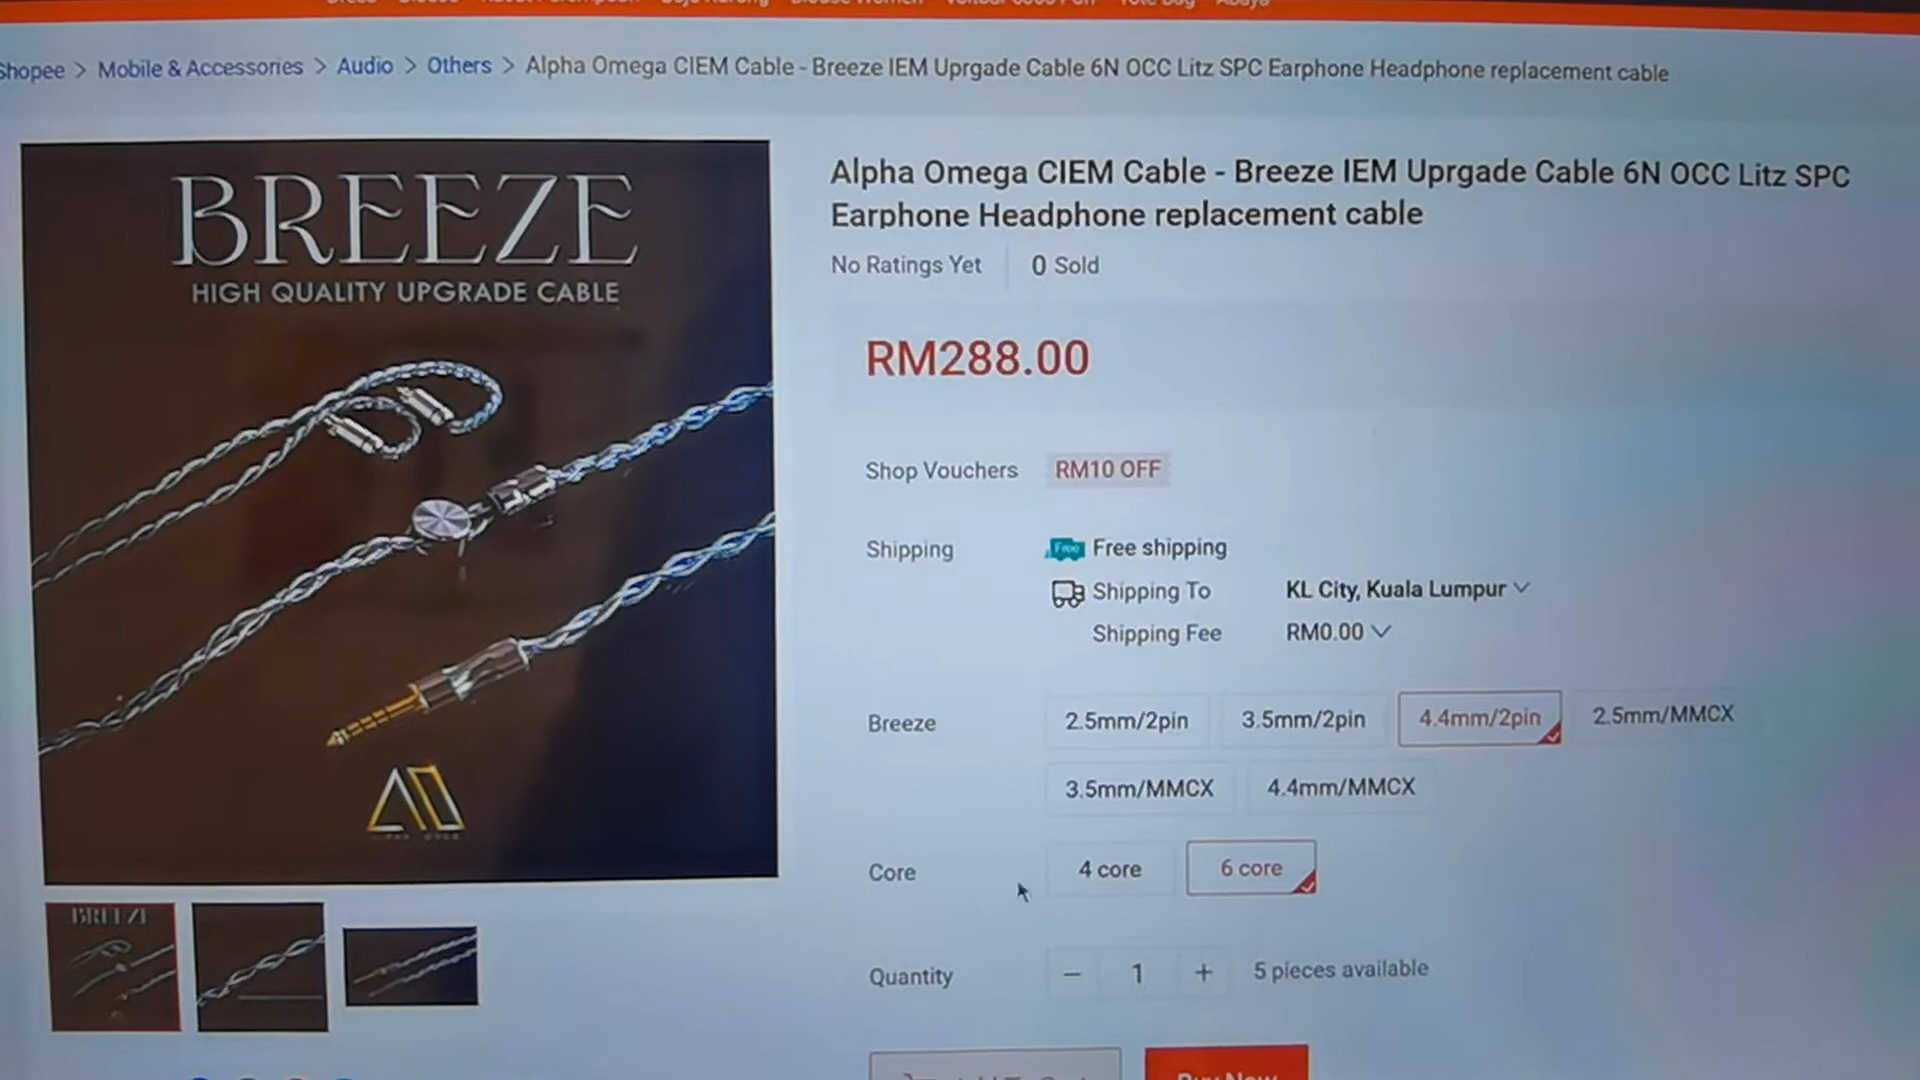 Shopee > Mobile & Accessories > Audio > Others > Alpha Omega CIEM Cable - Breeze IEM Uprgade Cable 6N OCC Litz SPC Earphone Headphone replacement cable
BREEZE
HIGH QUALITY UPGRADE CABLE
Alpha Omega CIEM Cable - Breeze IEM Uprgade Cable 6N OCC Litz SPC
Earphone Headphone replacement cable
No Ratings Yet 0 Sold
RM288.00
Shop Vouchers RM10 OFF
Shipping Free Free shipping
Shipping To KL City, Kuala Lumpur
Shipping Fee RM0.00
Breeze 2.5mm/2pin 3.5mm/2pin 4.4mm/2pin 2.5mm/MMCX
3.5mm/MMCX 4.4mm/MMCX
Core 4 core 6 core
BREEZE
Quantity − 1 + 5 pieces available
Buy Now